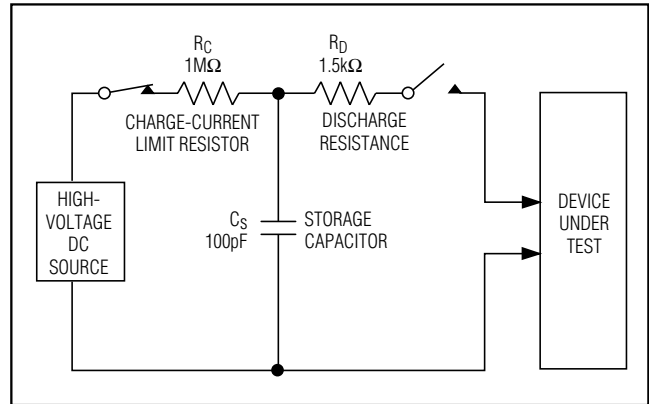 R_C
1MΩ
CHARGE-CURRENT
LIMIT RESISTOR
R_D
1.5kΩ
DISCHARGE
RESISTANCE
HIGH-
VOLTAGE
DC
SOURCE
C_S
100pF
STORAGE
CAPACITOR
DEVICE
UNDER
TEST